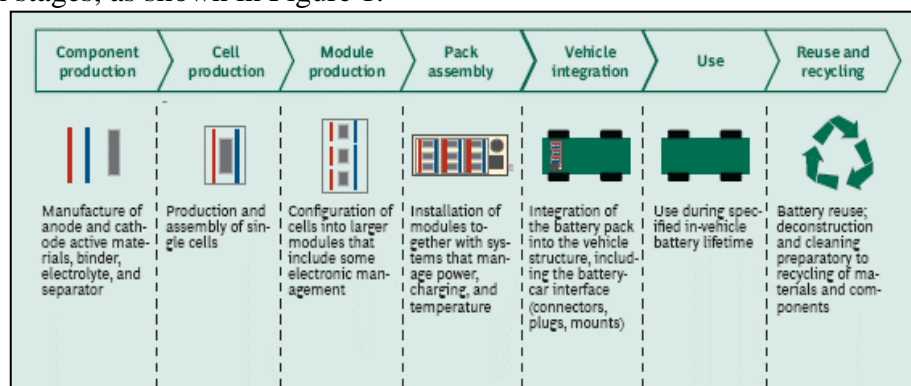 n stages, as shown in Figure 1.
Component
production
Cell
production
Module
production
Pack
assembly
Vehicle
integration
Use
Reuse and
recycling
Manufacture of
anode and cath-
ode active mate-
rials, binder,
electrolyte, and
separator
Production and
assembly of sin-
gle cells
Configuration of
cells into larger
modules that
include some
electronic man-
agement
Installation of
modules to-
gether with sys-
tems that man-
age power,
charging, and
temperature
Integration of
the battery pack
into the vehicle
structure, includ-
ing the battery-
car interface
(connectors,
plugs, mounts)
Use during spec-
ified in-vehicle
battery lifetime
Battery reuse;
deconstruction
and cleaning
preparatory to
recycling of ma-
terials and com-
ponents